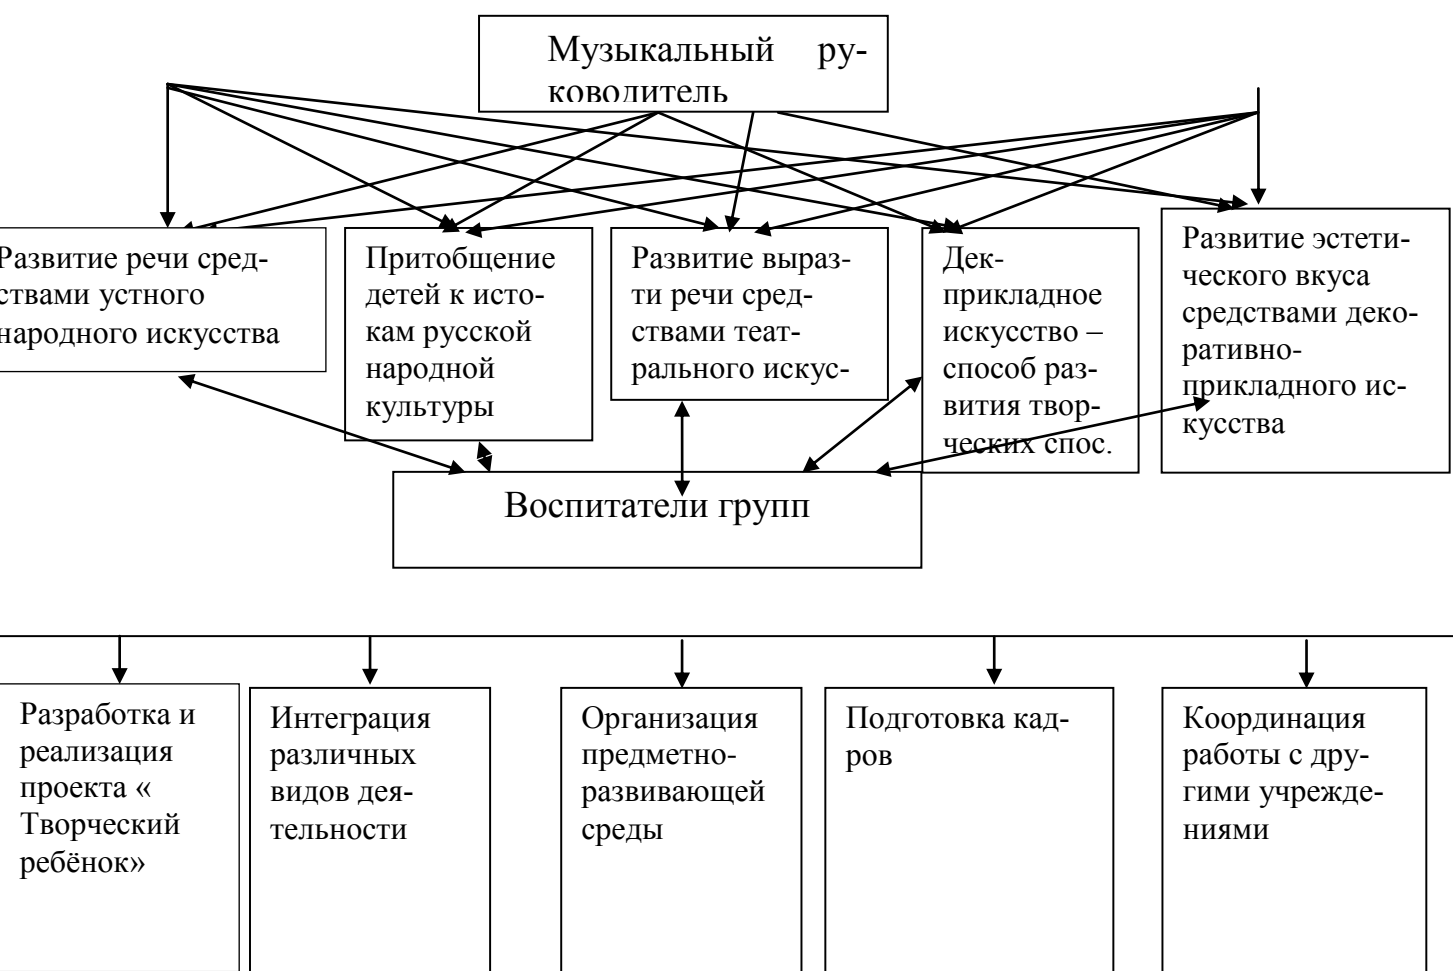 Музыкальный ру-
ководитель
Развитие речи сред-
ствами устного
народного искусства
Притобщение
детей к исто-
кам русской
народной
культуры
Развитие выраз-
ти речи сред-
ствами теат-
рального искус-
Дек-
прикладное
искусство –
способ раз-
вития твор-
ческих спос.
Развитие эстети-
ческого вкуса
средствами деко-
ративно-
прикладного ис-
кусства
Воспитатели групп
Разработка и
реализация
проекта «
Творческий
ребёнок»
Интеграция
различных
видов дея-
тельности
Организация
предметно-
развивающей
среды
Подготовка кад-
ров
Координация
работы с дру-
гими учрежде-
ниями